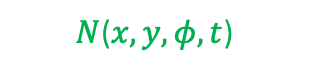 N(x, y, ϕ, t)